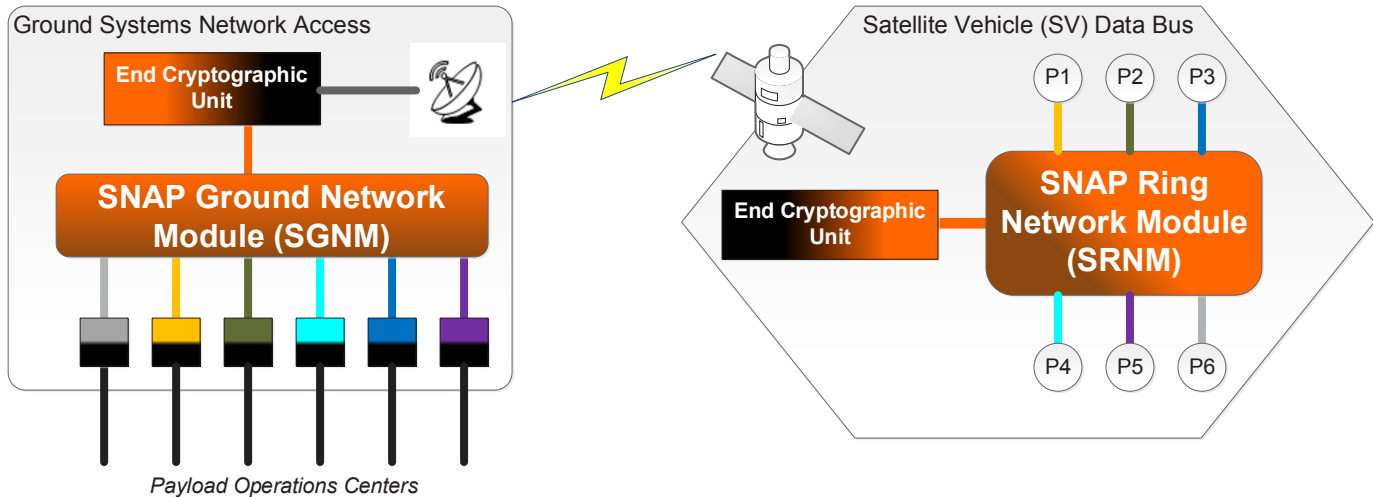 Ground Systems Network Access
End Cryptographic
Unit
SNAP Ground Network
Module (SGNM)
Payload Operations Centers
Satellite Vehicle (SV) Data Bus
P1
P2
P3
End Cryptographic
Unit
SNAP Ring
Network Module
(SRNM)
P4
P5
P6